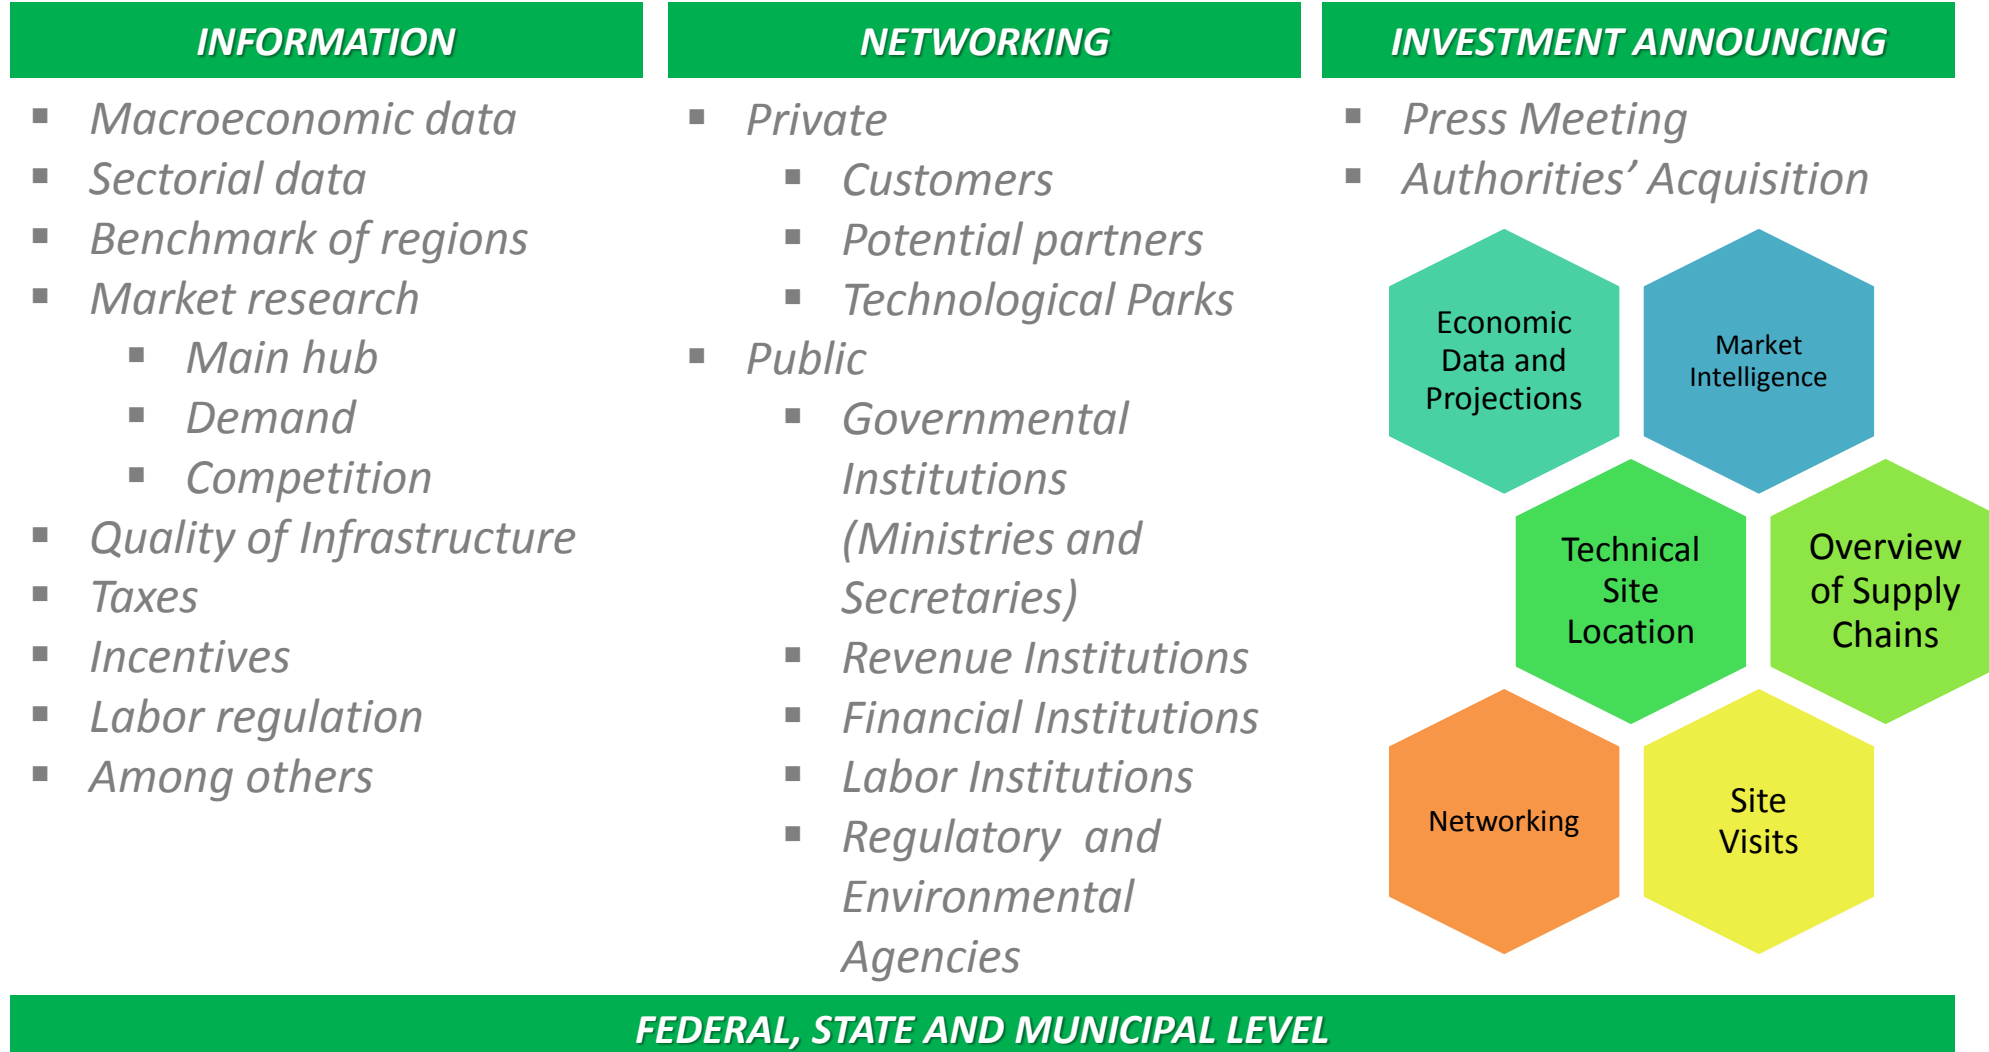 INFORMATION
Macroeconomic data
Sectorial data
Benchmark of regions
Market research
Main hub
Demand
Competition
Quality of Infrastructure
Taxes
Incentives
Labor regulation
Among others
NETWORKING
Private
Customers
Potential partners
Technological Parks
Public
Governmental
Institutions
(Ministries and
Secretaries)
Revenue Institutions
Financial Institutions
Labor Institutions
Regulatory and
Environmental
Agencies
INVESTMENT ANNOUNCING
Press Meeting
Authorities’ Acquisition
Economic
Data and
Projections
Market
Intelligence
Technical
Site
Location
Overview
of Supply
Chains
Networking
Site
Visits
FEDERAL, STATE AND MUNICIPAL LEVEL